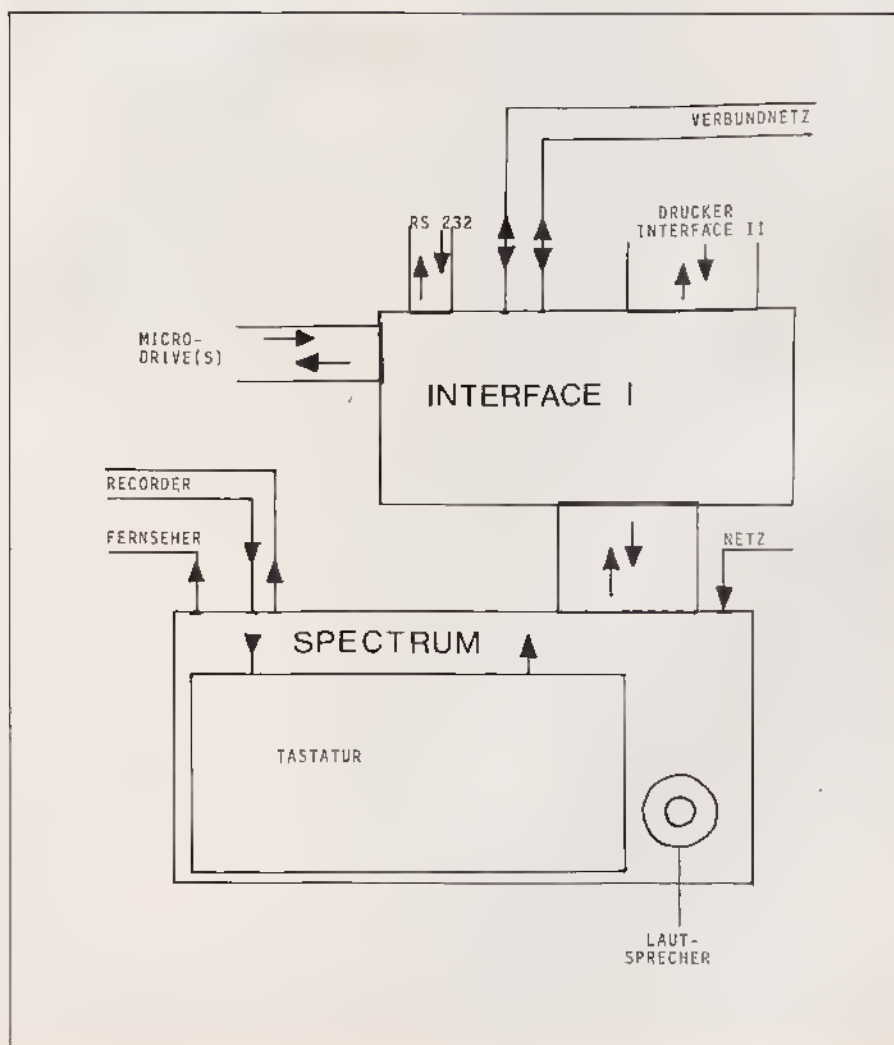 VERBUNDNETZ
RS 232
DRUCKER
INTERFACE II
MICRO-
DRIVE(S)
INTERFACE I
RECORDER
FERNSEHER
NETZ
SPECTRUM
TASTATUR
LAUT-
SPRECHER